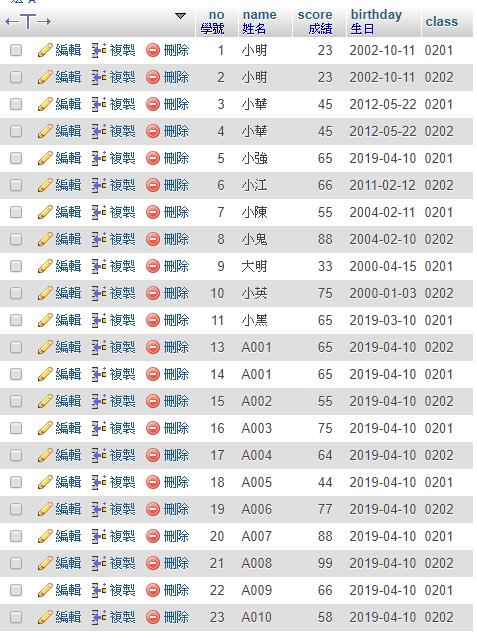 no name score birthday class
學號 姓名 成績 生日
編輯 複製 刪除 1 小明 23 2002-10-11 0201
編輯 複製 刪除 2 小明 23 2002-10-11 0202
編輯 複製 刪除 3 小華 45 2012-05-22 0201
編輯 複製 刪除 4 小華 45 2012-05-22 0202
編輯 複製 刪除 5 小強 65 2019-04-10 0201
編輯 複製 刪除 6 小江 66 2011-02-12 0202
編輯 複製 刪除 7 小陳 55 2004-02-11 0201
編輯 複製 刪除 8 小鬼 88 2004-02-10 0202
編輯 複製 刪除 9 大明 33 2000-04-15 0201
編輯 複製 刪除 10 小英 75 2000-01-03 0202
編輯 複製 刪除 11 小黑 65 2019-03-10 0201
編輯 複製 刪除 13 A001 65 2019-04-10 0202
編輯 複製 刪除 14 A001 65 2019-04-10 0201
編輯 複製 刪除 15 A002 55 2019-04-10 0202
編輯 複製 刪除 16 A003 75 2019-04-10 0201
編輯 複製 刪除 17 A004 64 2019-04-10 0202
編輯 複製 刪除 18 A005 44 2019-04-10 0201
編輯 複製 刪除 19 A006 77 2019-04-10 0202
編輯 複製 刪除 20 A007 88 2019-04-10 0201
編輯 複製 刪除 21 A008 99 2019-04-10 0202
編輯 複製 刪除 22 A009 66 2019-04-10 0201
編輯 複製 刪除 23 A010 58 2019-04-10 0202